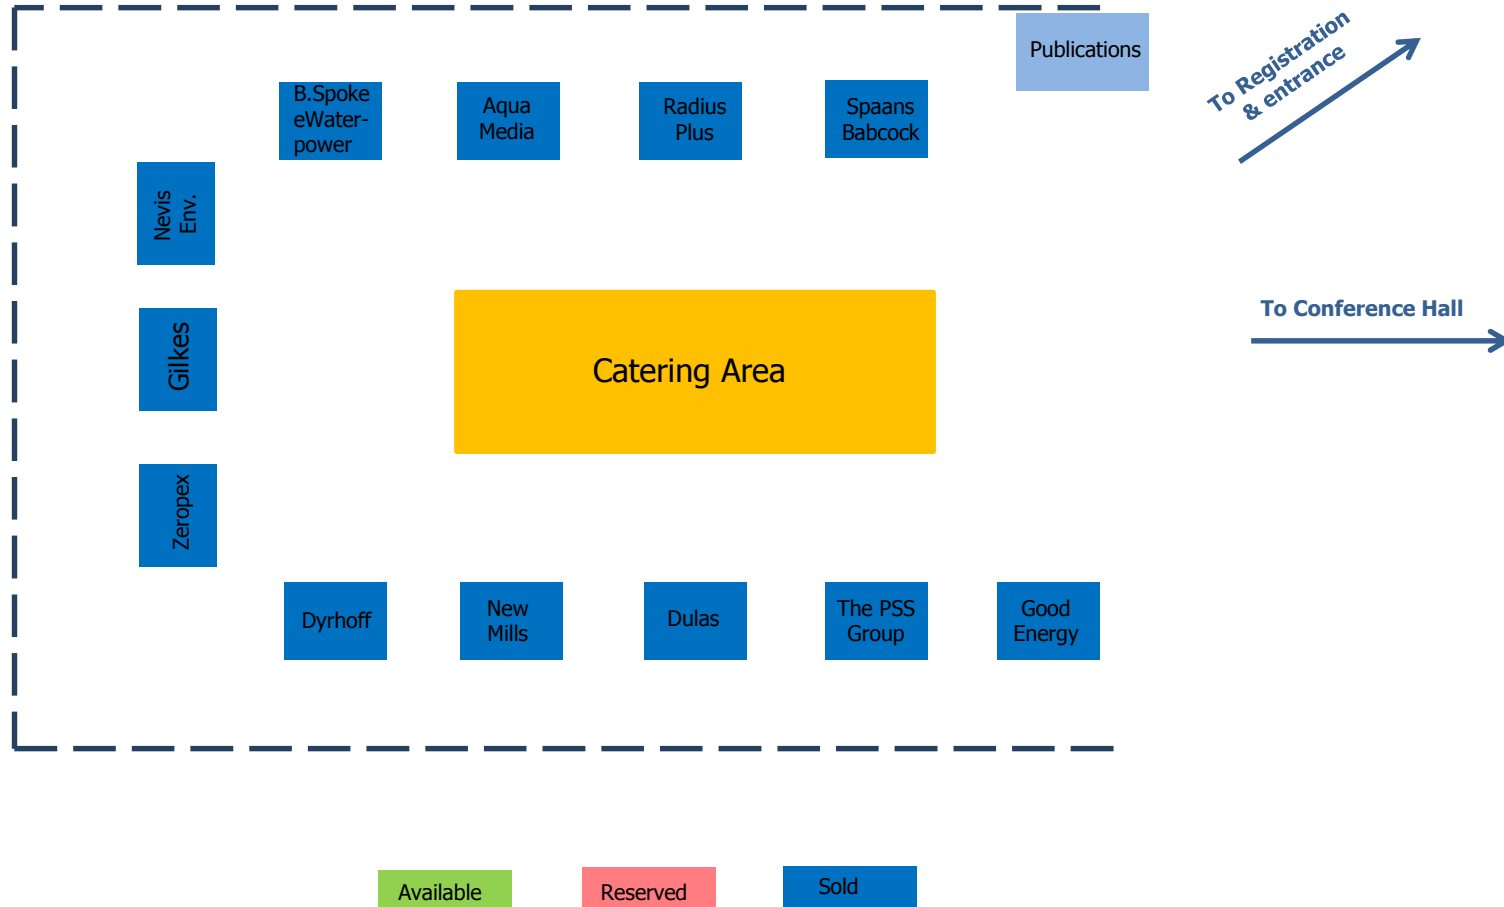 Publications
To Registration
& entrance
B.Spoke
eWater-
power
Aqua
Media
Radius
Plus
Spaans
Babcock
Nevis
Env.
Gilkes
Catering Area
To Conference Hall
Zeropex
Dyrhoff
New
Mills
Dulas
The PSS
Group
Good
Energy
Available
Reserved
Sold